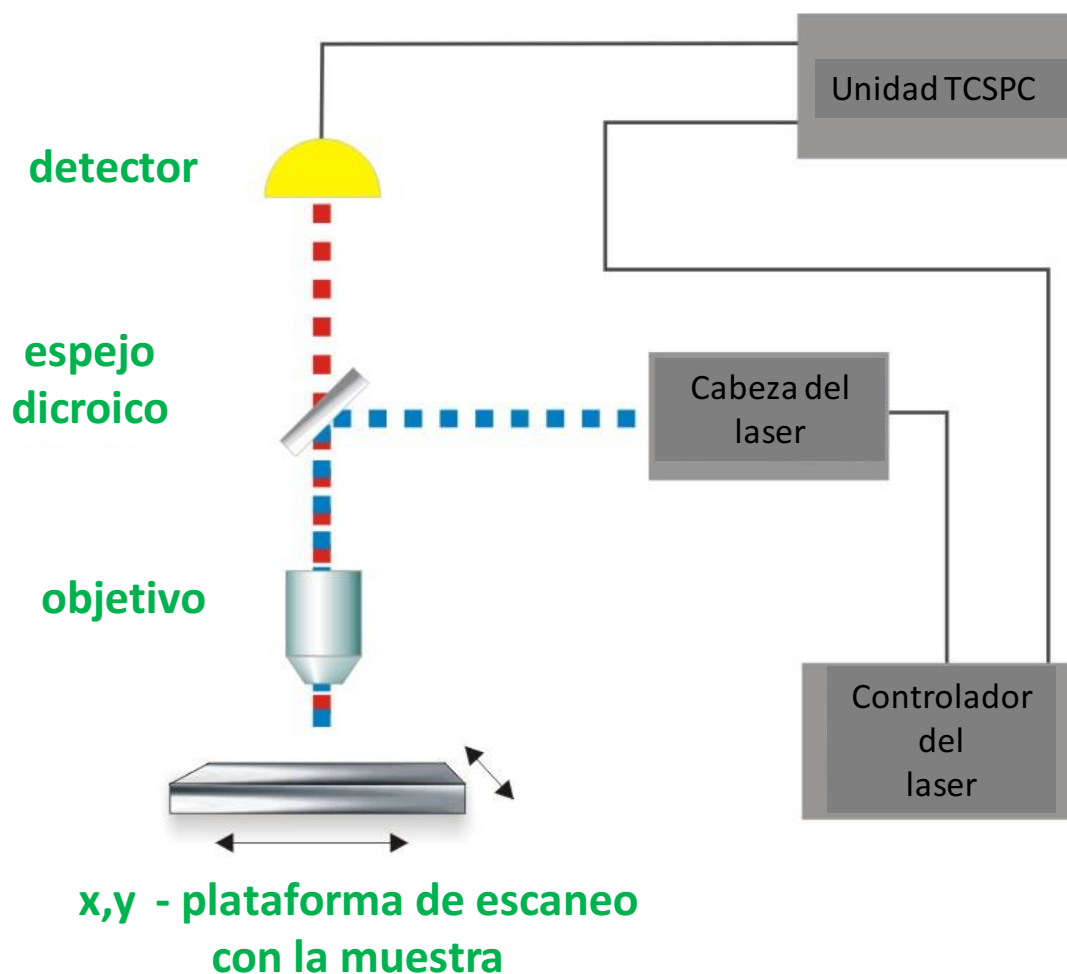 Unidad TCSPC
detector
espejo
dicroico
Cabeza del
laser
objetivo
Controlador
del
laser
x,y - plataforma de escaneo
con la muestra